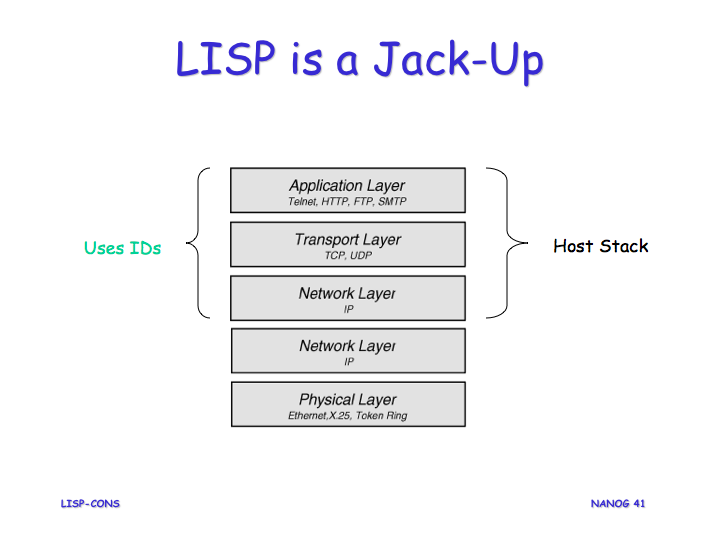 LISP is a Jack-Up
Application Layer
Telnet, HTTP, FTP, SMTP
Transport Layer
TCP, UDP
Uses IDs
Host Stack
Network Layer
IP
Network Layer
IP
Physical Layer
Ethernet,X.25, Token Ring
LISP-CONS
NANOG 41